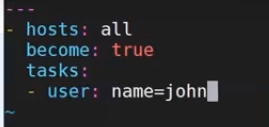 ---
- hosts: all
  become: true
  tasks:
  - user: name=john
~